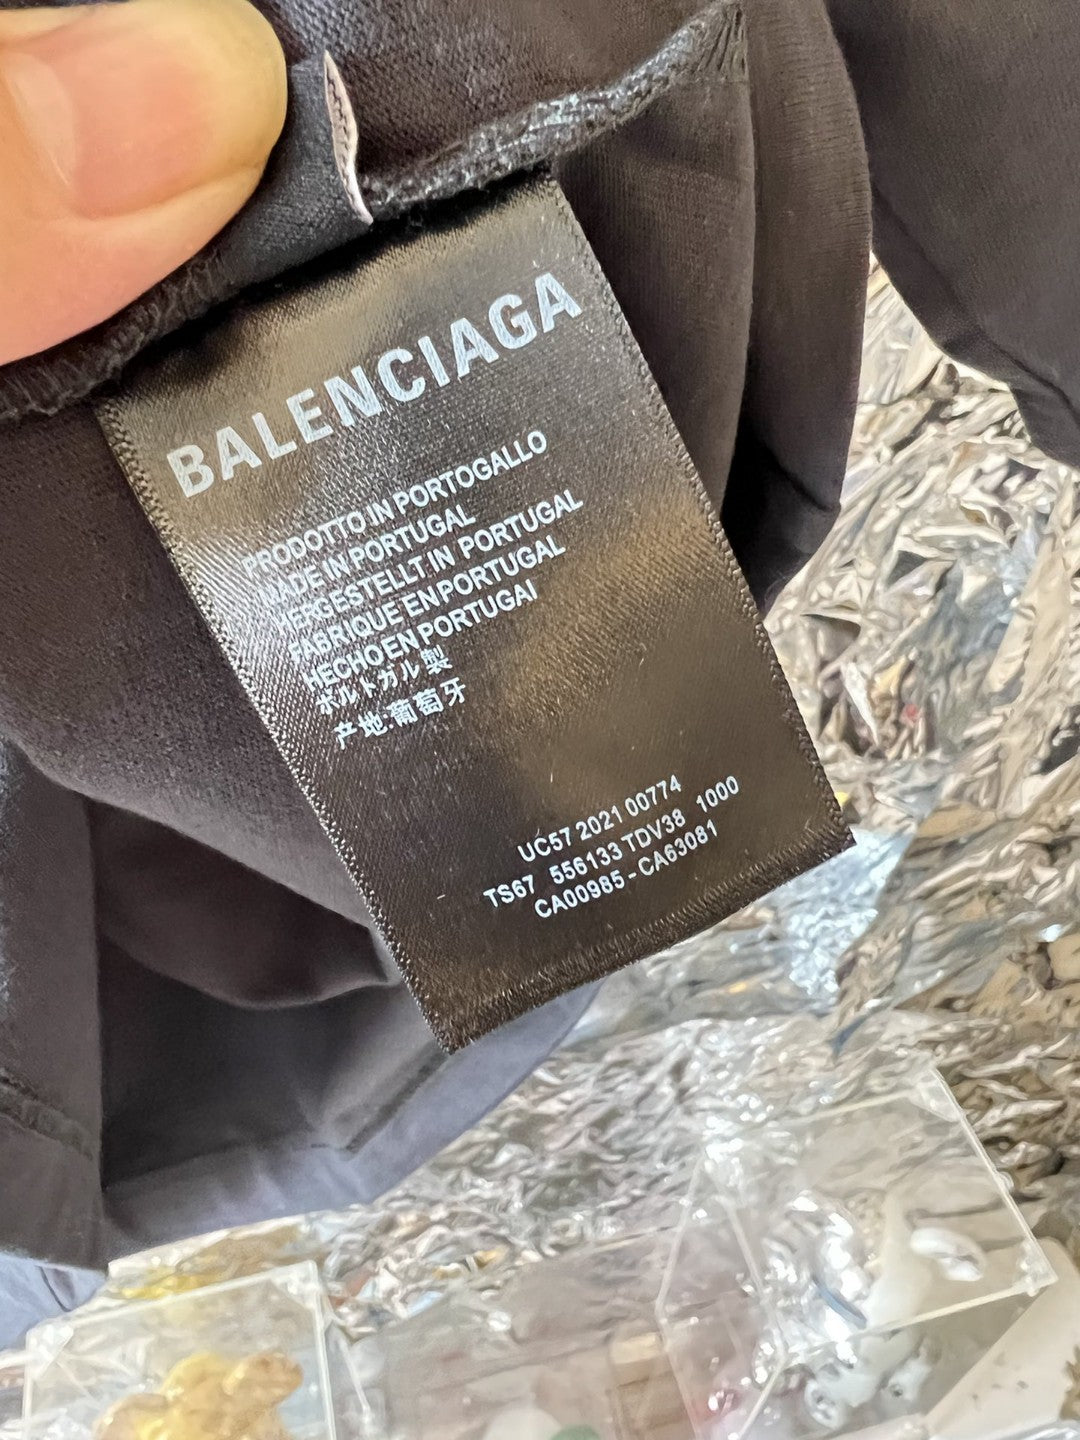 BALENCIAGA
PRODOTTO IN PORTOGALLO
MADE IN PORTUGAL
HERGESTELLT IN PORTUGAL
FABRIQUE EN PORTUGAL
HECHO EN PORTUGAl
ポルトガル製
产地:葡萄牙
UC57 2021 00774
TS67 556133 TDV38 1000
CA00985-CA63081